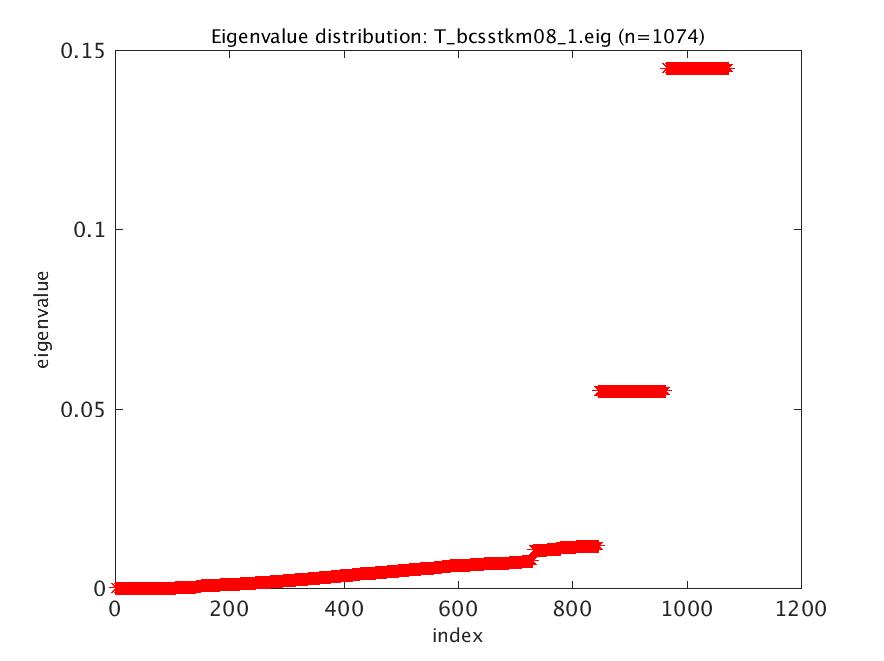 Eigenvalue distribution: T_bcsstkm08_1.eig (n=1074)
0.15
0.1
0.05
0
eigenvalue
0 200 400 600 800 1000 1200
index